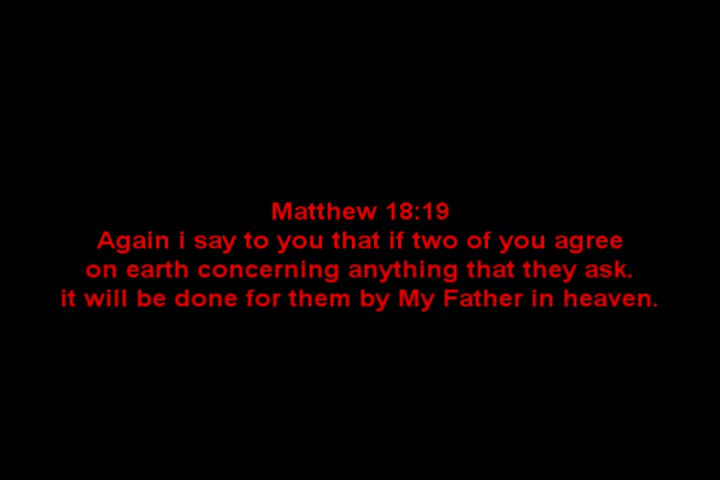 Matthew 18:19
Again i say to you that if two of you agree
on earth concerning anything that they ask.
it will be done for them by My Father in heaven.